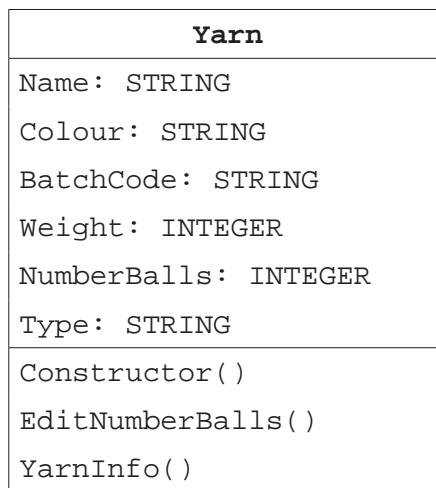 Yarn
Name: STRING
Colour: STRING
BatchCode: STRING
Weight: INTEGER
NumberBalls: INTEGER
Type: STRING
Constructor()
EditNumberBalls()
YarnInfo()